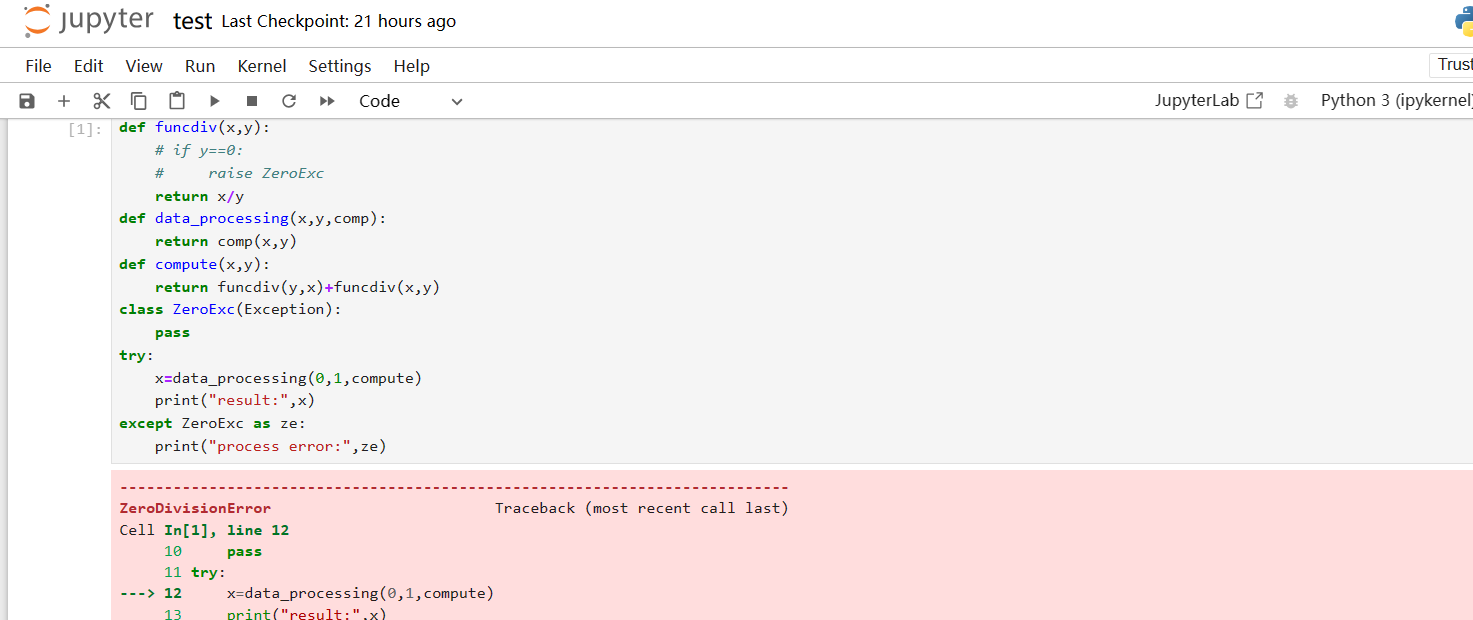 jupyter test Last Checkpoint: 21 hours ago
File Edit View Run Kernel Settings Help
Trust
Code JupyterLab Python 3 (ipykernel)
[1]: def funcdiv(x,y):
    # if y==0:
    #     raise ZeroExc
    return x/y
def data_processing(x,y,comp):
    return comp(x,y)
def compute(x,y):
    return funcdiv(y,x)+funcdiv(x,y)
class ZeroExc(Exception):
    pass
try:
    x=data_processing(0,1,compute)
    print("result:",x)
except ZeroExc as ze:
    print("process error:",ze)
---------------------------------------------------------------------------
ZeroDivisionError                         Traceback (most recent call last)
Cell In[1], line 12
     10     pass
     11 try:
---> 12     x=data_processing(0,1,compute)
     13     print("result:",x)